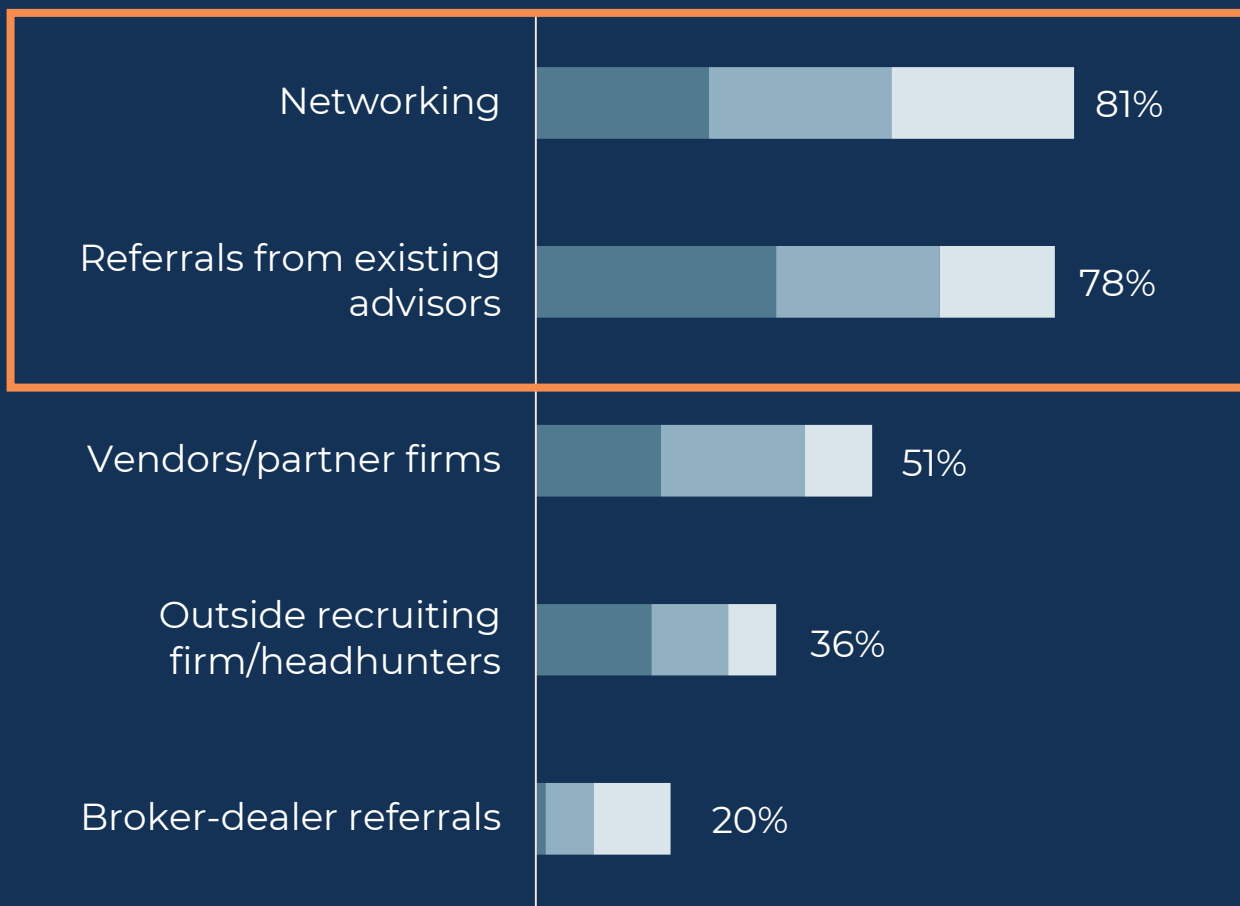 Networking
81%
Referrals from existing
advisors
78%
Vendors/partner firms
51%
Outside recruiting
firm/headhunters
36%
Broker-dealer referrals
20%